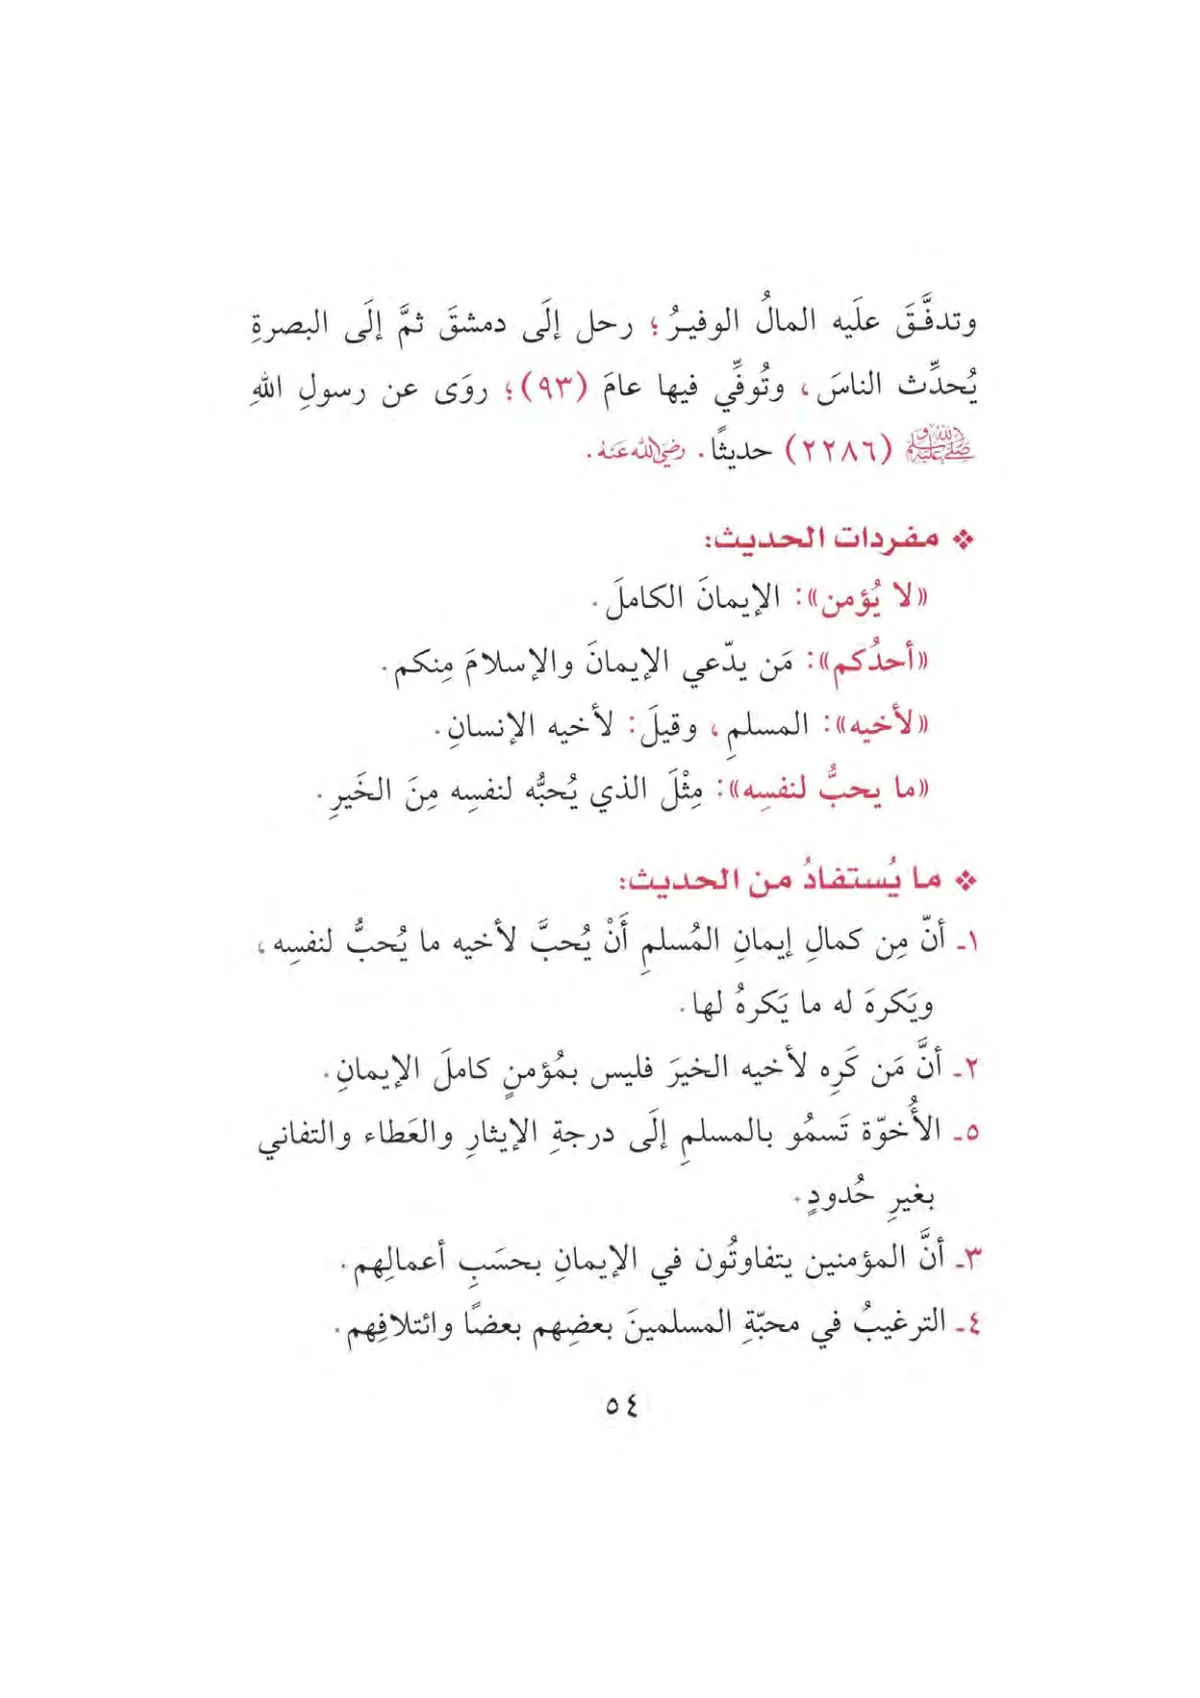 وتدفَّقَ علَيه المالُ الوفيـرُ؛ رحل إلَى دمشقَ ثمَّ إلَى البصرةِ
يُحدِّث الناسَ، وتُوفِّي فيها عامَ (٩٣)؛ روَى عن رسولِ اللهِ
ﷺ (٢٢٨٦) حديثًا. رضي الله عنه.
❖ مفردات الحديث:
«لا يُؤمن»: الإيمانَ الكاملَ.
«أحدُكم»: مَن يدّعي الإيمانَ والإسلامَ مِنكم.
«لأخيه»: المسلمِ، وقيلَ: لأخيه الإنسانِ.
«ما يحبُّ لنفسِه»: مِثْلَ الذي يُحبُّه لنفسِه مِنَ الخَيرِ.
❖ ما يُستفادُ من الحديث:
١ـ أنّ مِن كمالِ إيمانِ المُسلمِ أَنْ يُحبَّ لأخيه ما يُحبُّ لنفسِه،
ويَكرهَ له ما يَكرهُ لها.
٢ـ أنَّ مَن كَرِه لأخيه الخيرَ فليس بمُؤمنٍ كاملَ الإيمانِ.
٥ـ الأُخوّة تَسمُو بالمسلمِ إلَى درجةِ الإيثارِ والعَطاء والتفاني
بغيرِ حُدودٍ.
٣ـ أنَّ المؤمنين يتفاوتُون في الإيمانِ بحسَبِ أعمالِهم.
٤ـ الترغيبُ في محبّةِ المسلمينَ بعضِهم بعضًا وائتلافِهم.
٥٤